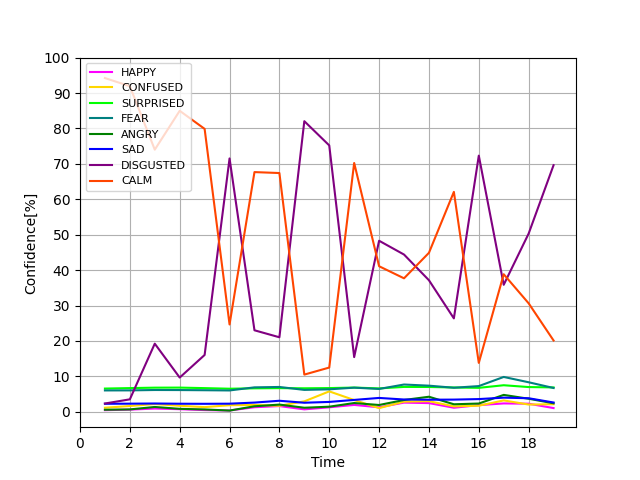 100
90
80
70
60
50
40
30
20
10
0
Confidence[%]
HAPPY
CONFUSED
SURPRISED
FEAR
ANGRY
SAD
DISGUSTED
CALM
0 2 4 6 8 10 12 14 16 18
Time